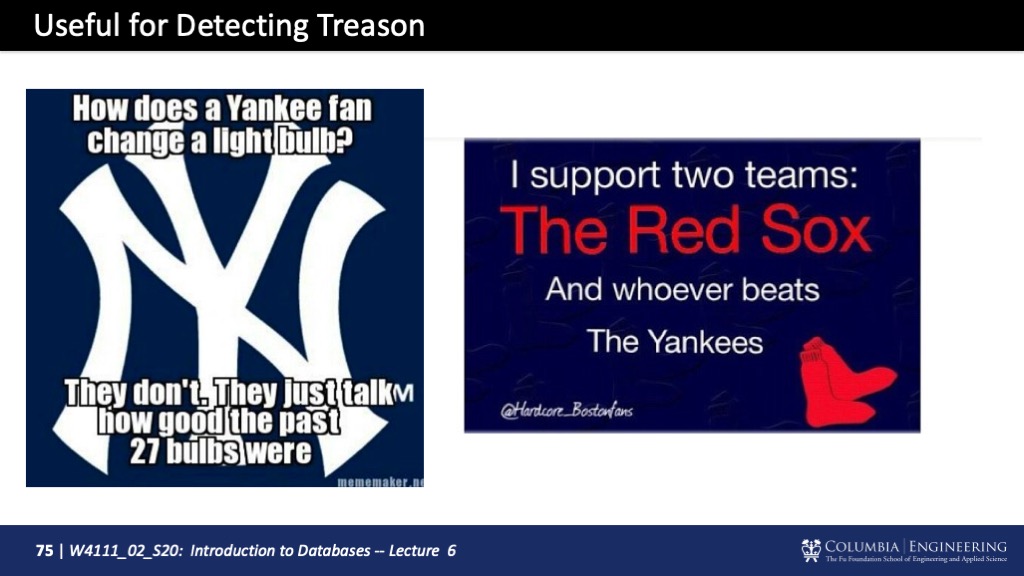 Useful for Detecting Treason
How does a Yankee fan
change a light bulb?
They don't. They just talk
how good the past
27 bulbs were
mememaker.ne
I support two teams:
The Red Sox
And whoever beats
The Yankees
@Hardcore_Bostonfans
75 | W4111_02_S20: Introduction to Databases -- Lecture 6
COLUMBIA | ENGINEERING
The Fu Foundation School of Engineering and Applied Science